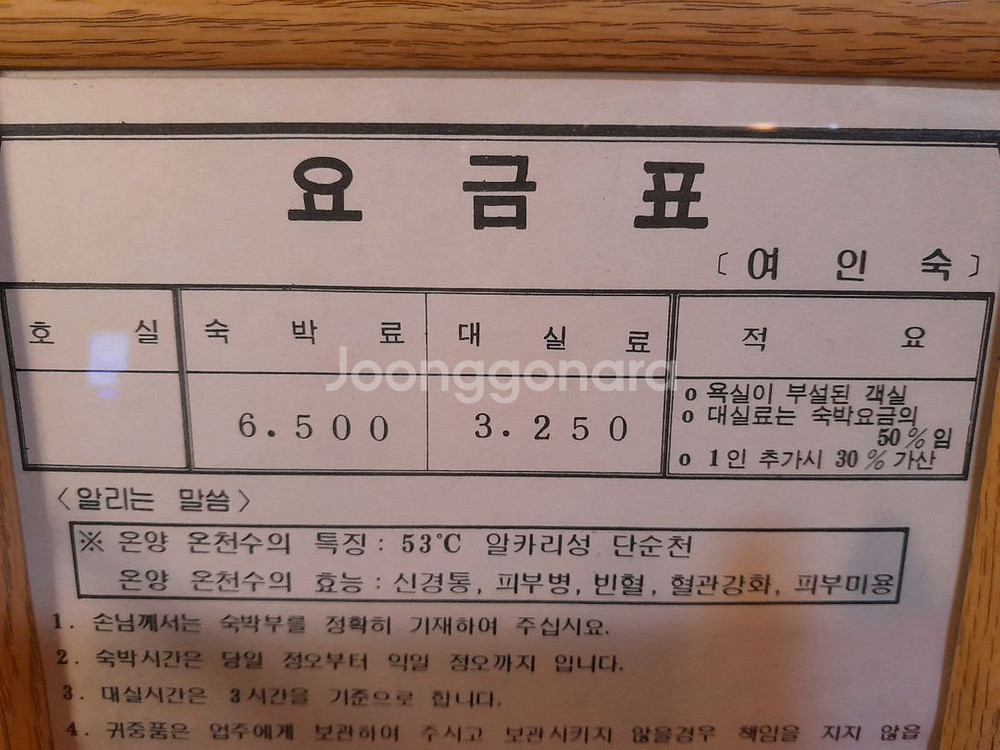 요 금 표
〔 여 인 숙 〕
호 실 숙 박 료 대 실 료 적 요
6.500 3.250
o 욕실이 부설된 객실
o 대실료는 숙박요금의
50%임
o 1인 추가시 30%가산
Joonggonara
〈알리는 말씀〉
※ 온양 온천수의 특징 : 53℃ 알카리성 단순천
온양 온천수의 효능 : 신경통, 피부병, 빈혈, 혈관강화, 피부미용
1. 손님께서는 숙박부를 정확히 기재하여 주십시요.
2. 숙박시간은 당일 정오부터 익일 정오까지 입니다.
3. 대실시간은 3시간을 기준으로 합니다.
4. 귀중품은 업주에게 보관하여 주시고 보관시키지 않을경우 책임을 지지 않을